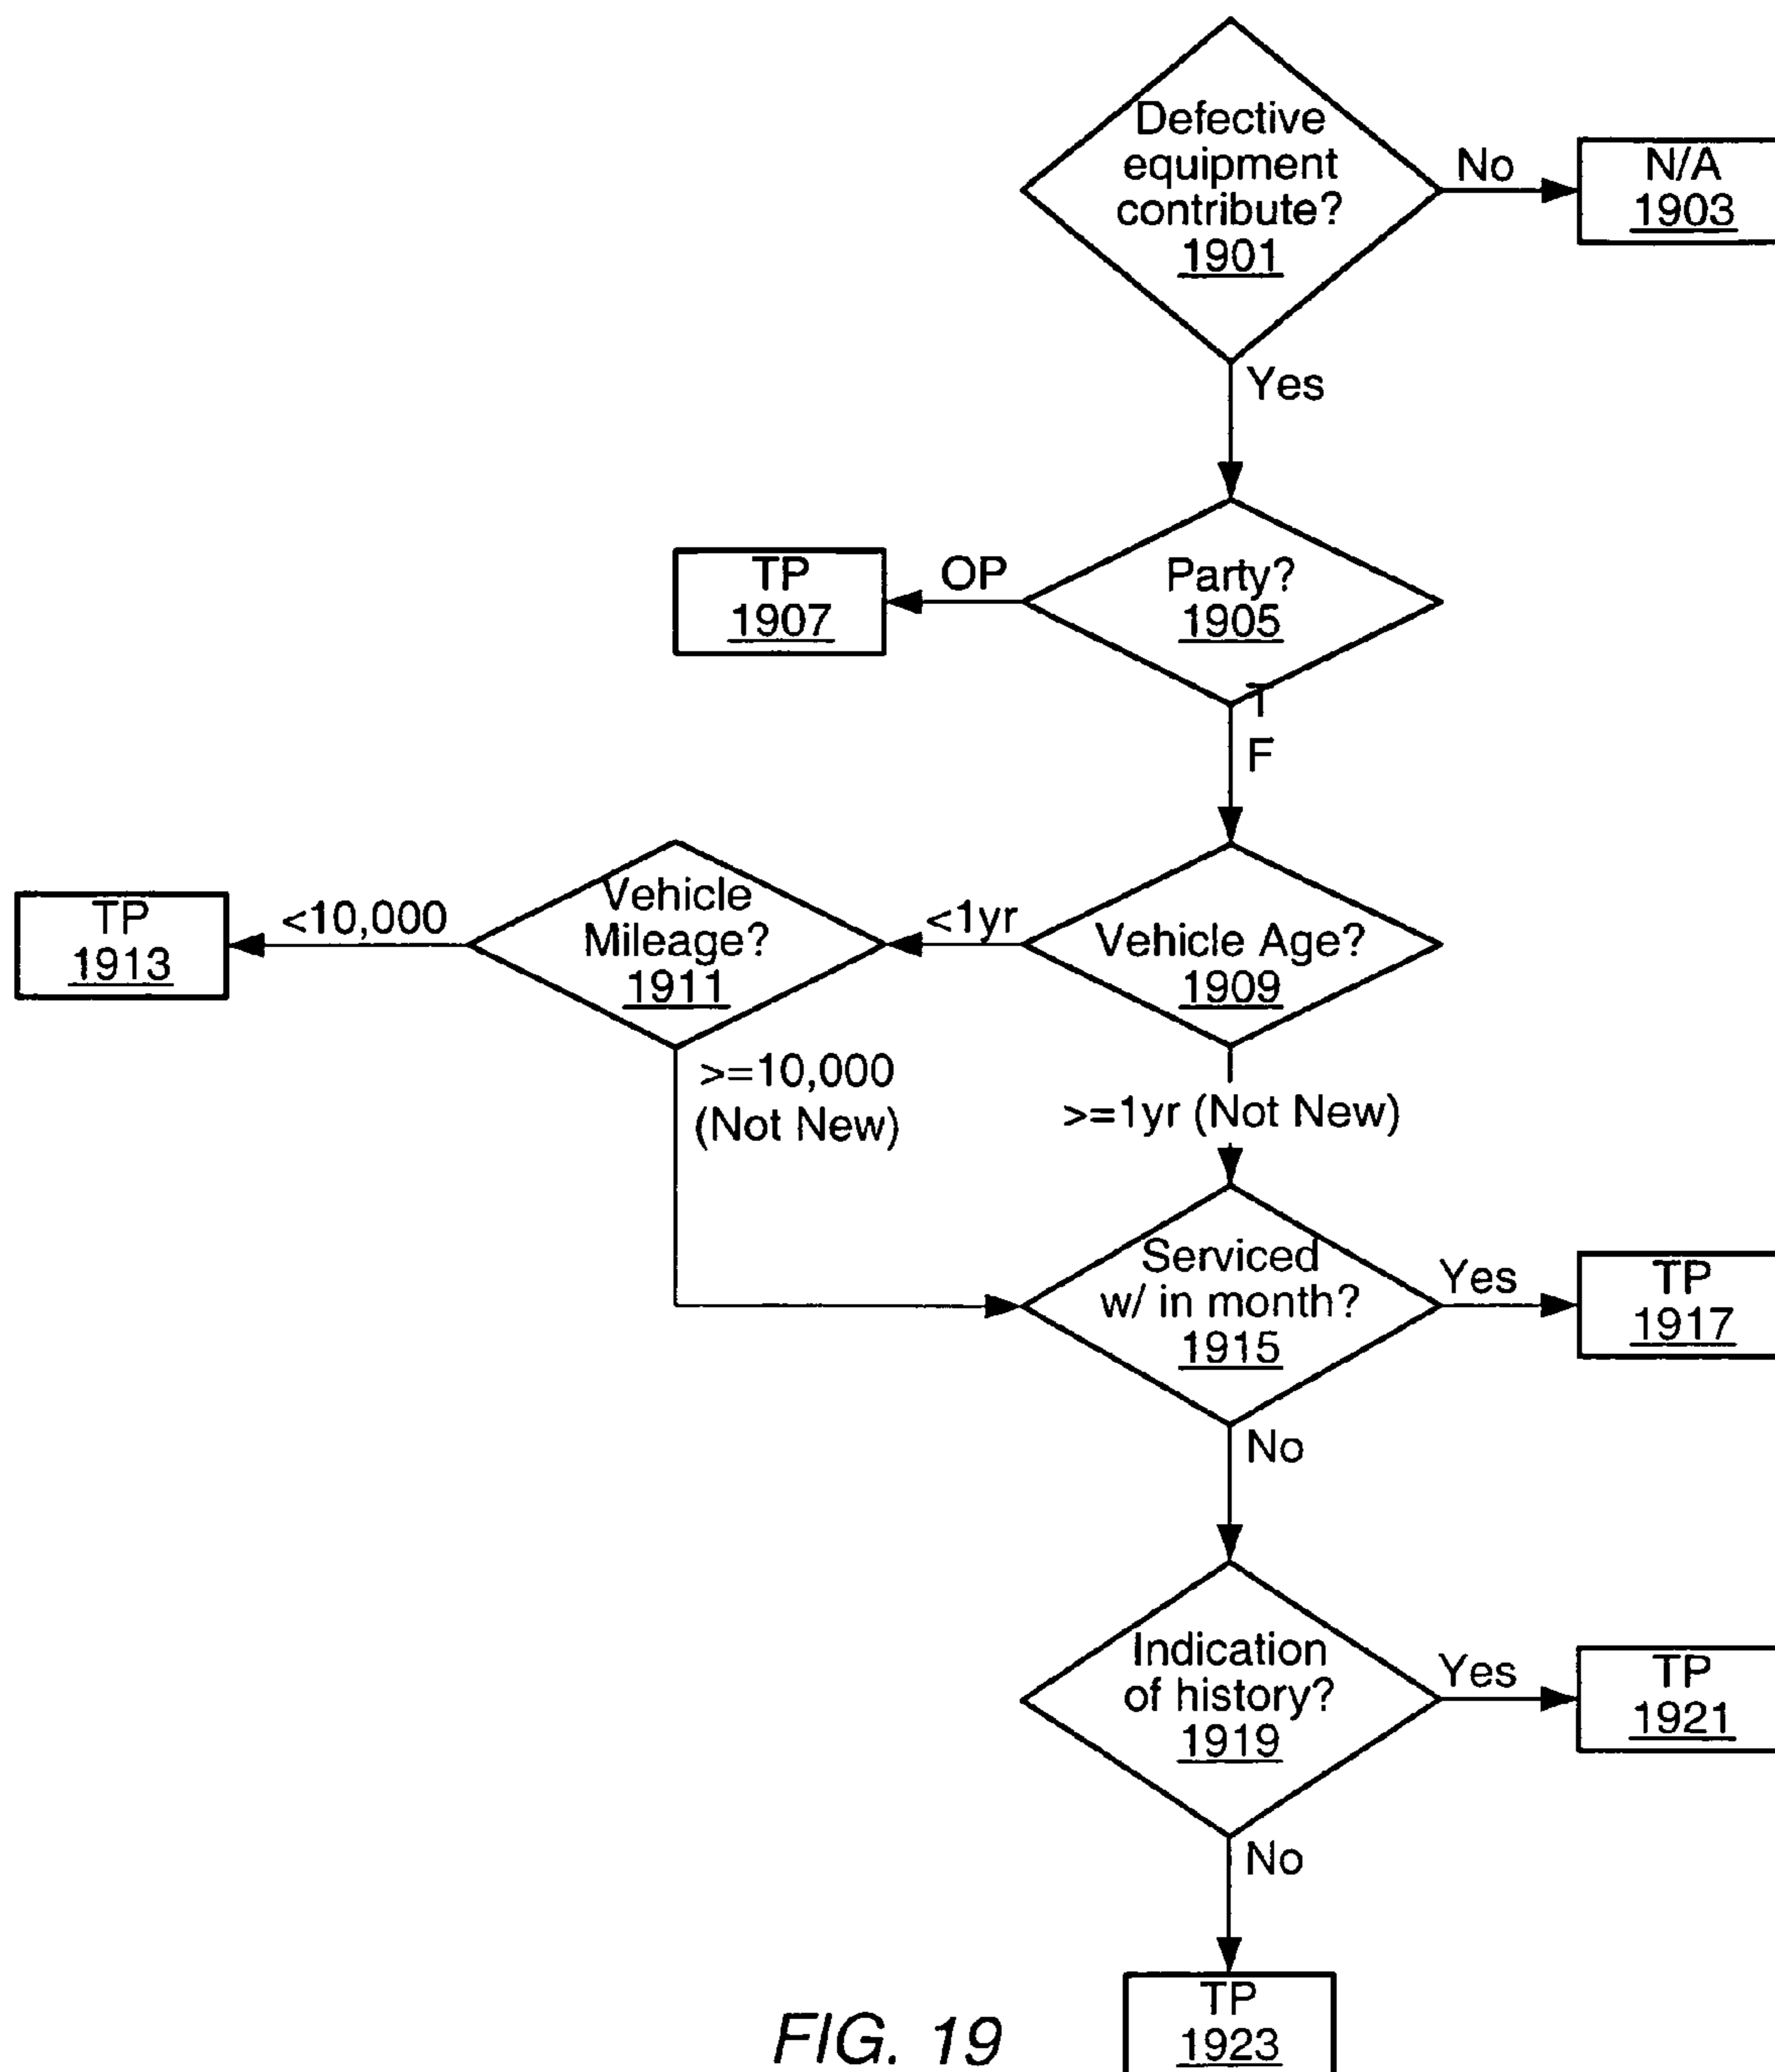 Defective
equipment
contribute?
1901
No
N/A
1903
Yes
Party?
1905
OP
TP
1907
T
F
Vehicle Age?
1909
<1yr
Vehicle
Mileage?
1911
<10,000
TP
1913
>=10,000
(Not New)
>=1yr (Not New)
Serviced
w/ in month?
1915
Yes
TP
1917
No
Indication
of history?
1919
Yes
TP
1921
No
TP
1923
FIG. 19